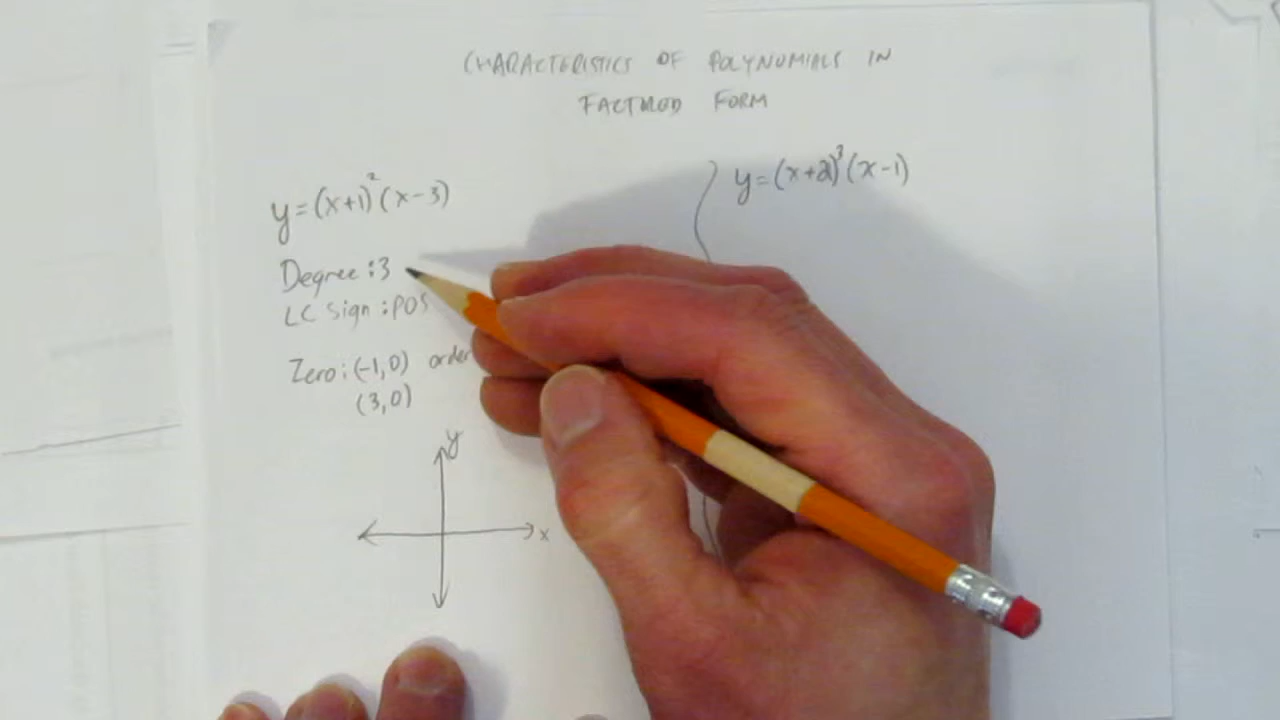 CHARACTERISTICS OF POLYNOMIALS IN
FACTORED FORM
y=(x+1)²(x-3)
Degree:3
LC Sign:POS
Zero:(-1,0) order
(3,0)
y
x
y=(x+2)³(x-1)